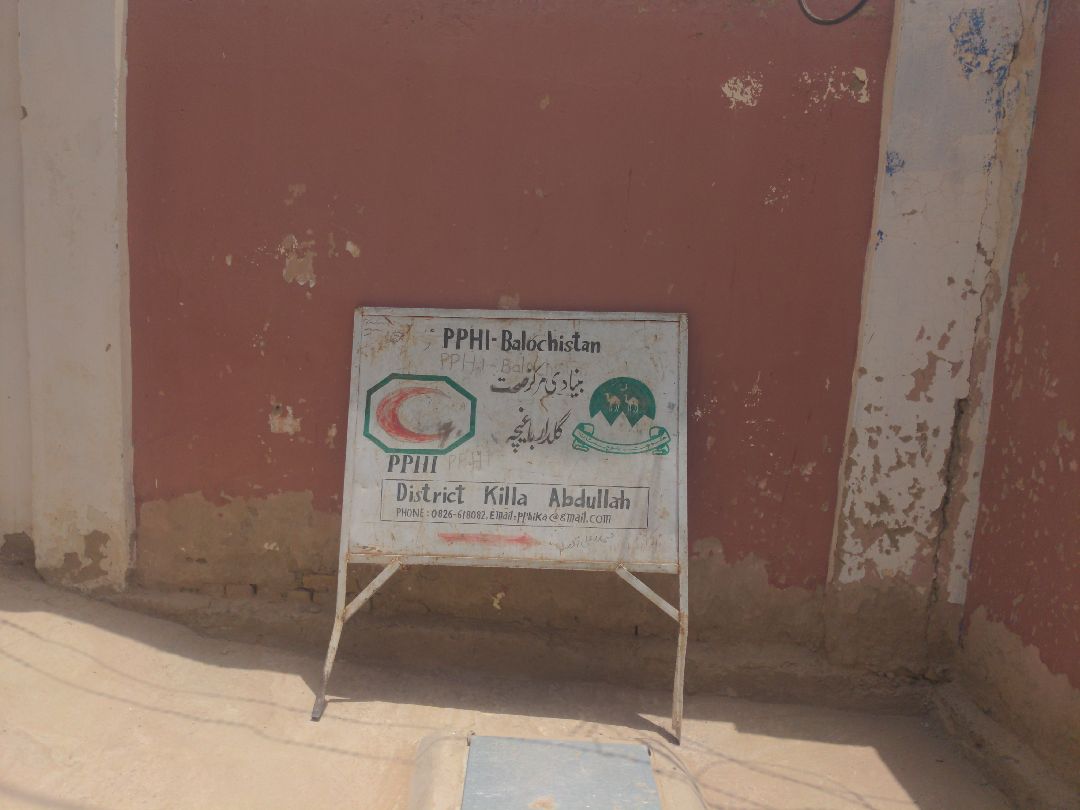 PPHI-Balochistan
بنیادی مرکز صحت
گلدار باغیچہ
PPHI
District Killa Abdullah
PHONE: 0826-618082, Email-PPhika@gmail.com